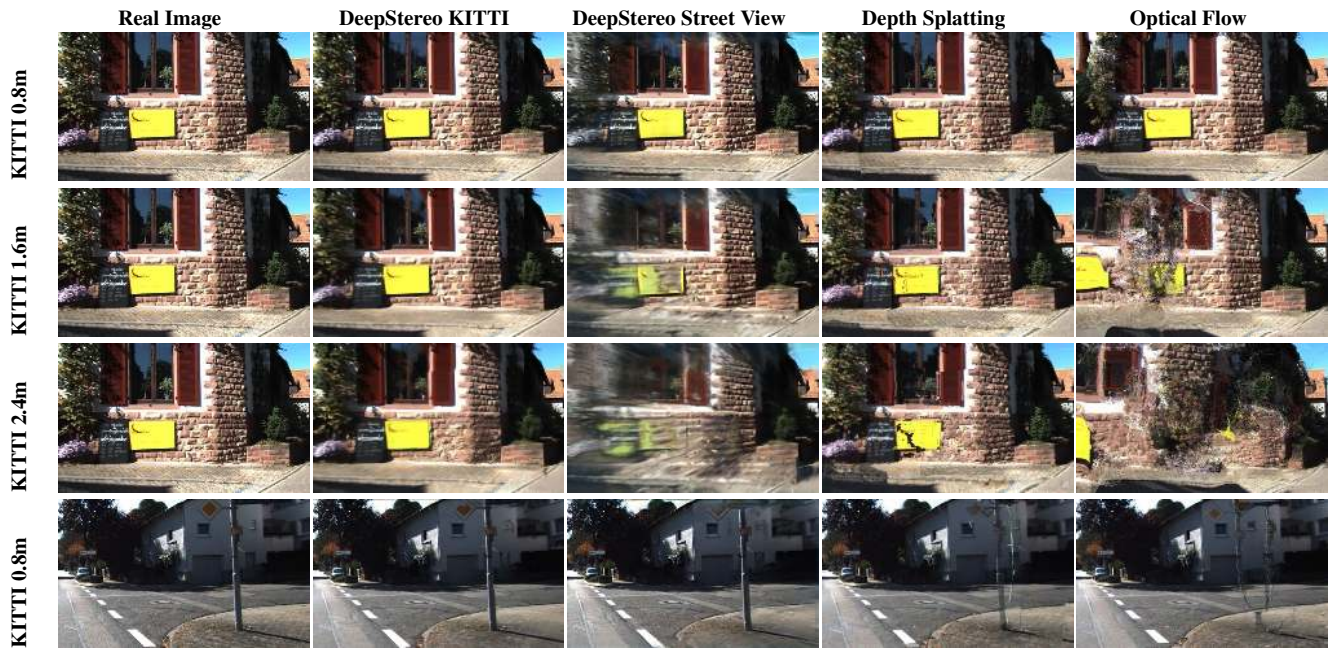 Real Image DeepStereo KITTI DeepStereo Street View Depth Splatting Optical Flow
KITTI 0.8m
KITTI 1.6m
KITTI 2.4m
KITTI 0.8m